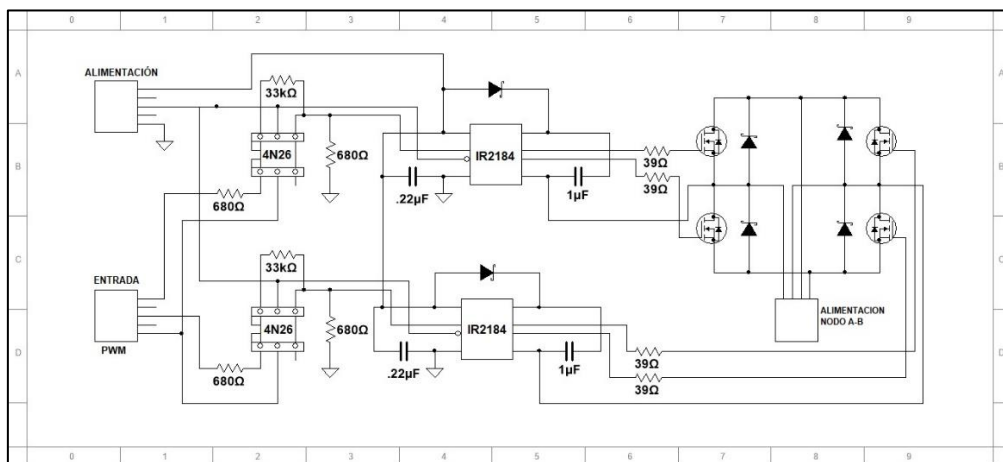 0 1 2 3 4 5 6 7 8 9
A A
ALIMENTACIÓN
33kΩ
4N26
680Ω
IR2184
39Ω
B B
39Ω
680Ω
.22µF
1µF
C C
33kΩ
ENTRADA
4N26
680Ω
IR2184
ALIMENTACION
NODO A-B
PWM
D D
39Ω
680Ω
.22µF
1µF
39Ω
0 1 2 3 4 5 6 7 8 9